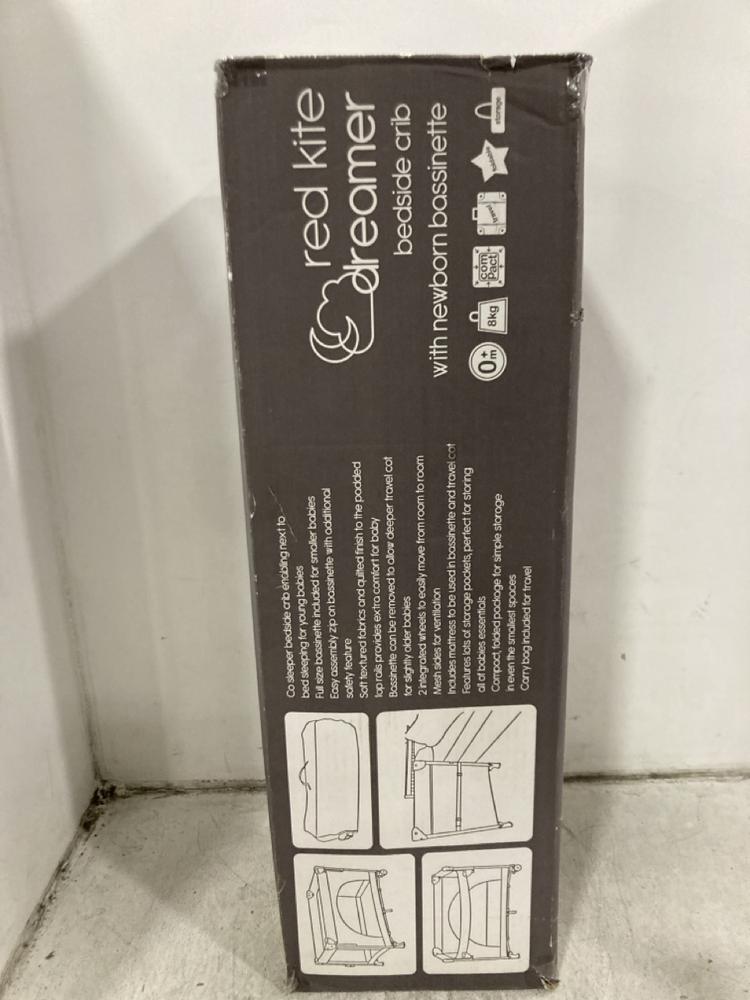 red kite
dreamer
bedside crib
with newborn bassinette
0+
m
8kg
com
pact
travel
storage
Co sleeper bedside crib enabling next to
bed sleeping for young babies
Full size bassinette included for smaller babies
Easy assembly zip on bassinette with additional
safety feature
Soft textured fabrics and quilted finish to the padded
top rails provides extra comfort for baby
Bassinette can be removed to allow deeper travel cot
for slightly older babies
2 integrated wheels to easily move from room to room
Mesh sides for ventilation
Includes mattress to be used in bassinette and travel cot
Features lots of storage pockets, perfect for storing
all of babies essentials
Compact, folded package for simple storage
in even the smallest spaces
Carry bag included for travel